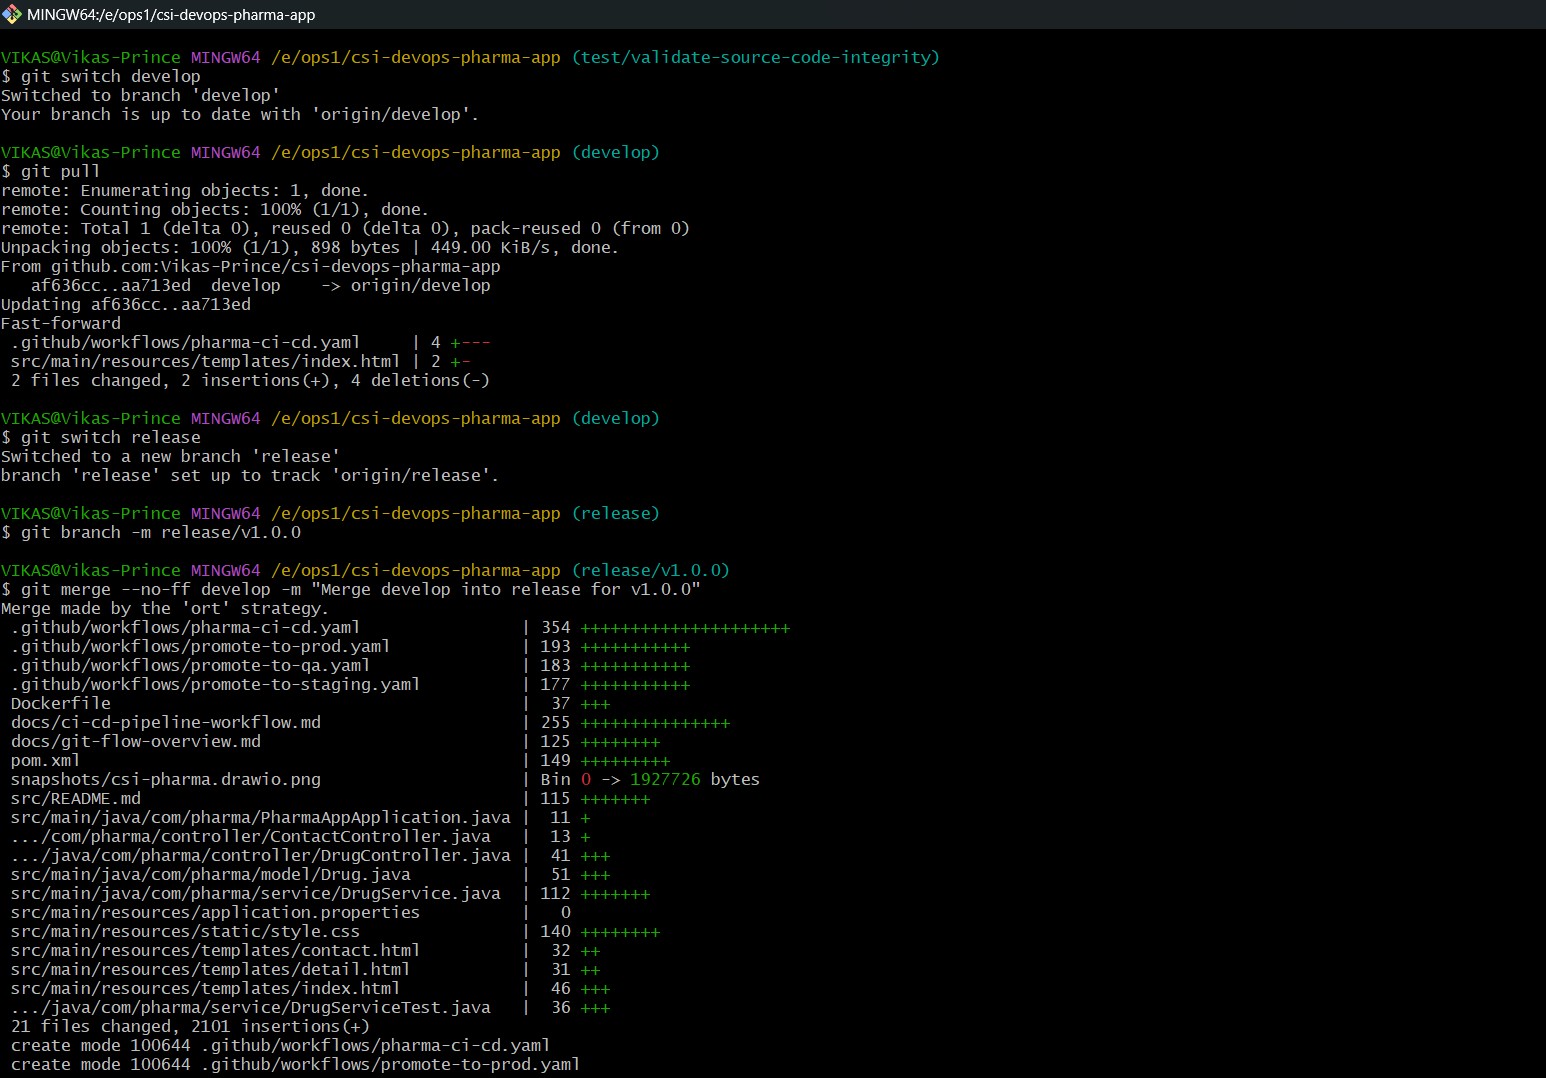 MINGW64:/e/ops1/csi-devops-pharma-app
VIKAS@Vikas-Prince MINGW64 /e/ops1/csi-devops-pharma-app (test/validate-source-code-integrity)
$ git switch develop
Switched to branch 'develop'
Your branch is up to date with 'origin/develop'.
VIKAS@Vikas-Prince MINGW64 /e/ops1/csi-devops-pharma-app (develop)
$ git pull
remote: Enumerating objects: 1, done.
remote: Counting objects: 100% (1/1), done.
remote: Total 1 (delta 0), reused 0 (delta 0), pack-reused 0 (from 0)
Unpacking objects: 100% (1/1), 898 bytes | 449.00 KiB/s, done.
From github.com:Vikas-Prince/csi-devops-pharma-app
   af636cc..aa713ed  develop    -> origin/develop
Updating af636cc..aa713ed
Fast-forward
 .github/workflows/pharma-ci-cd.yaml     | 4 +---
 src/main/resources/templates/index.html | 2 +-
 2 files changed, 2 insertions(+), 4 deletions(-)
VIKAS@Vikas-Prince MINGW64 /e/ops1/csi-devops-pharma-app (develop)
$ git switch release
Switched to a new branch 'release'
branch 'release' set up to track 'origin/release'.
VIKAS@Vikas-Prince MINGW64 /e/ops1/csi-devops-pharma-app (release)
$ git branch -m release/v1.0.0
VIKAS@Vikas-Prince MINGW64 /e/ops1/csi-devops-pharma-app (release/v1.0.0)
$ git merge --no-ff develop -m "Merge develop into release for v1.0.0"
Merge made by the 'ort' strategy.
 .github/workflows/pharma-ci-cd.yaml                | 354 +++++++++++++++++++++
 .github/workflows/promote-to-prod.yaml             | 193 +++++++++++
 .github/workflows/promote-to-qa.yaml               | 183 +++++++++++
 .github/workflows/promote-to-staging.yaml          | 177 +++++++++++
 Dockerfile                                         |  37 +++
 docs/ci-cd-pipeline-workflow.md                    | 255 +++++++++++++++
 docs/git-flow-overview.md                          | 125 ++++++++
 pom.xml                                            | 149 +++++++++
 snapshots/csi-pharma.drawio.png                    | Bin 0 -> 1927726 bytes
 src/README.md                                      | 115 +++++++
 src/main/java/com/pharma/PharmaAppApplication.java |  11 +
 .../com/pharma/controller/ContactController.java   |  13 +
 .../java/com/pharma/controller/DrugController.java |  41 +++
 src/main/java/com/pharma/model/Drug.java           |  51 +++
 src/main/java/com/pharma/service/DrugService.java  | 112 +++++++
 src/main/resources/application.properties          |   0
 src/main/resources/static/style.css                | 140 ++++++++
 src/main/resources/templates/contact.html          |  32 ++
 src/main/resources/templates/detail.html           |  31 ++
 src/main/resources/templates/index.html            |  46 +++
 .../java/com/pharma/service/DrugServiceTest.java   |  36 +++
 21 files changed, 2101 insertions(+)
 create mode 100644 .github/workflows/pharma-ci-cd.yaml
 create mode 100644 .github/workflows/promote-to-prod.yaml